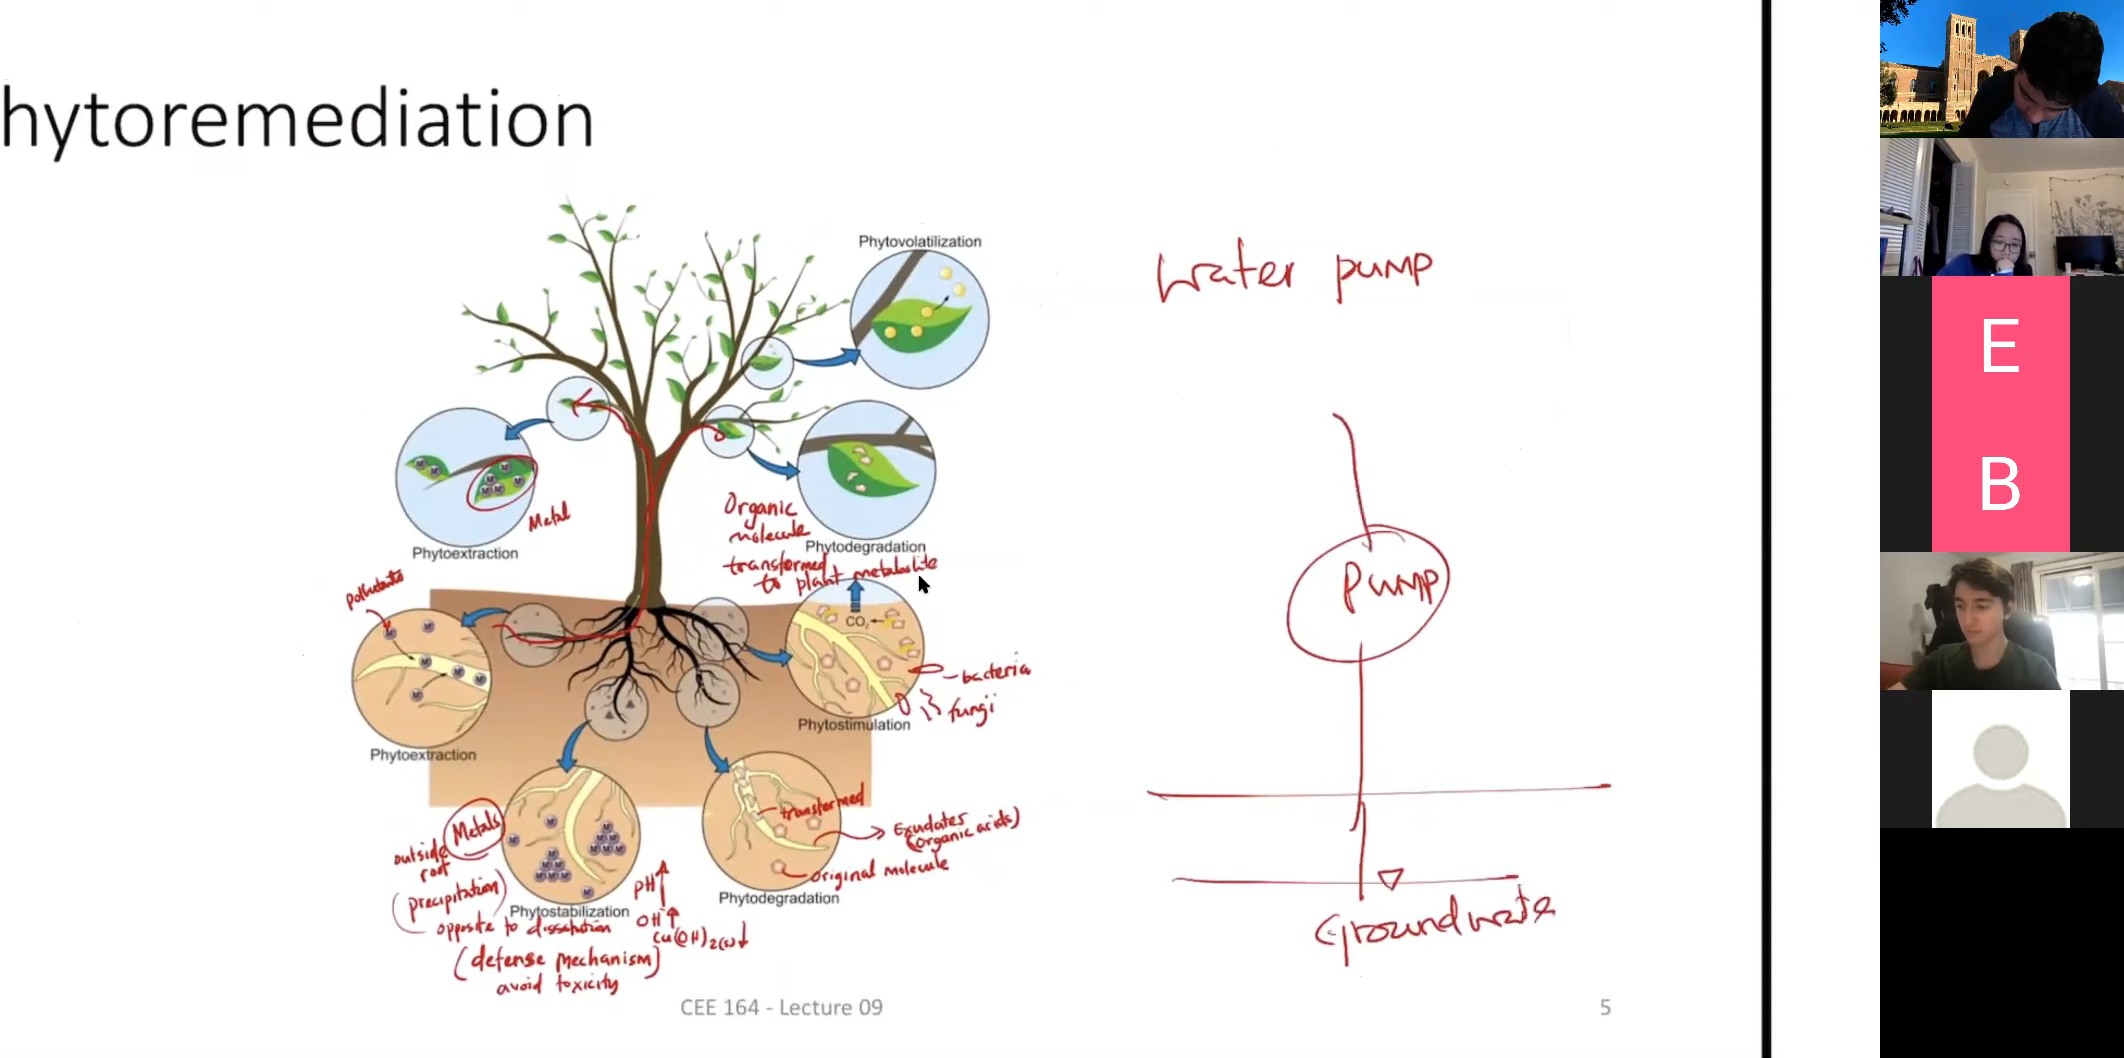 hytoremediation
Phytovolatilization
Water pump
Metal
Phytoextraction
Organic
molecule
Phytodegradation
transformed
to plant metabolite
pump
pollutants
CO₂
bacteria
fungi
Phytostimulation
Phytoextraction
M
Metals
outside
root
(precipitation)
Phytostabilization
opposite to dissolution
(defense mechanism)
avoid toxicity
pH↑
OH⁻↑
Cu(OH)₂(s)↓
transformed
Exudates
(organic acids)
original molecule
Phytodegradation
Groundwate
CEE 164 - Lecture 09
5
E
B